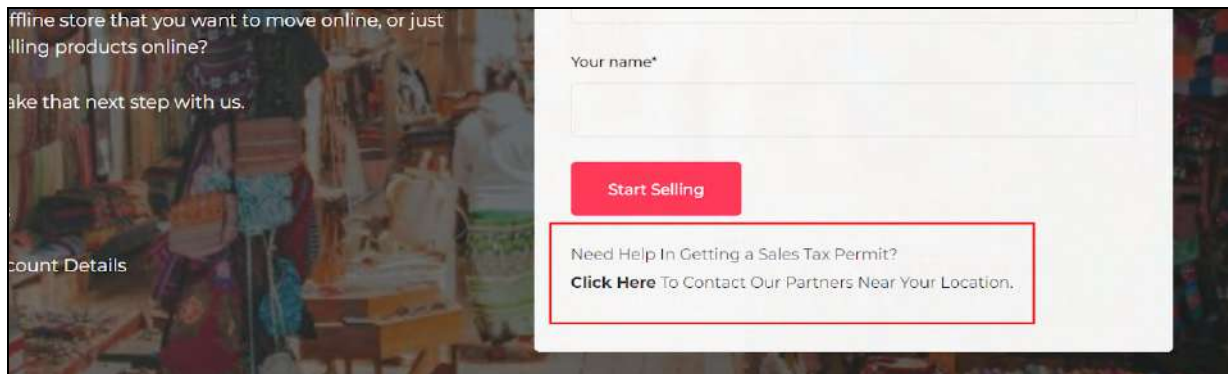 ffline store that you want to move online, or just
lling products online?
ake that next step with us.
count Details
Your name*
Start Selling
Need Help In Getting a Sales Tax Permit?
Click Here To Contact Our Partners Near Your Location.